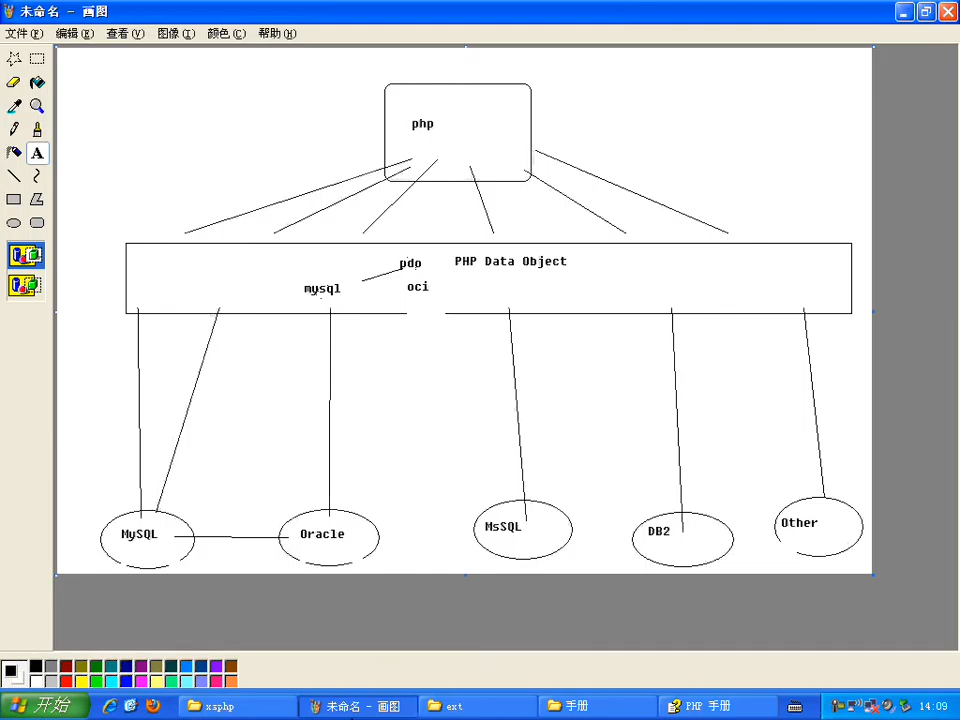 未命名 - 画图
文件(F) 编辑(E) 查看(V) 图像(I) 颜色(C) 帮助(H)
A
php
pdo PHP Data Object
mysql oci
MySQL Oracle MsSQL DB2 Other
开始 xsphp 未命名 - 画图 ext 手册 PHP 手册 14:09